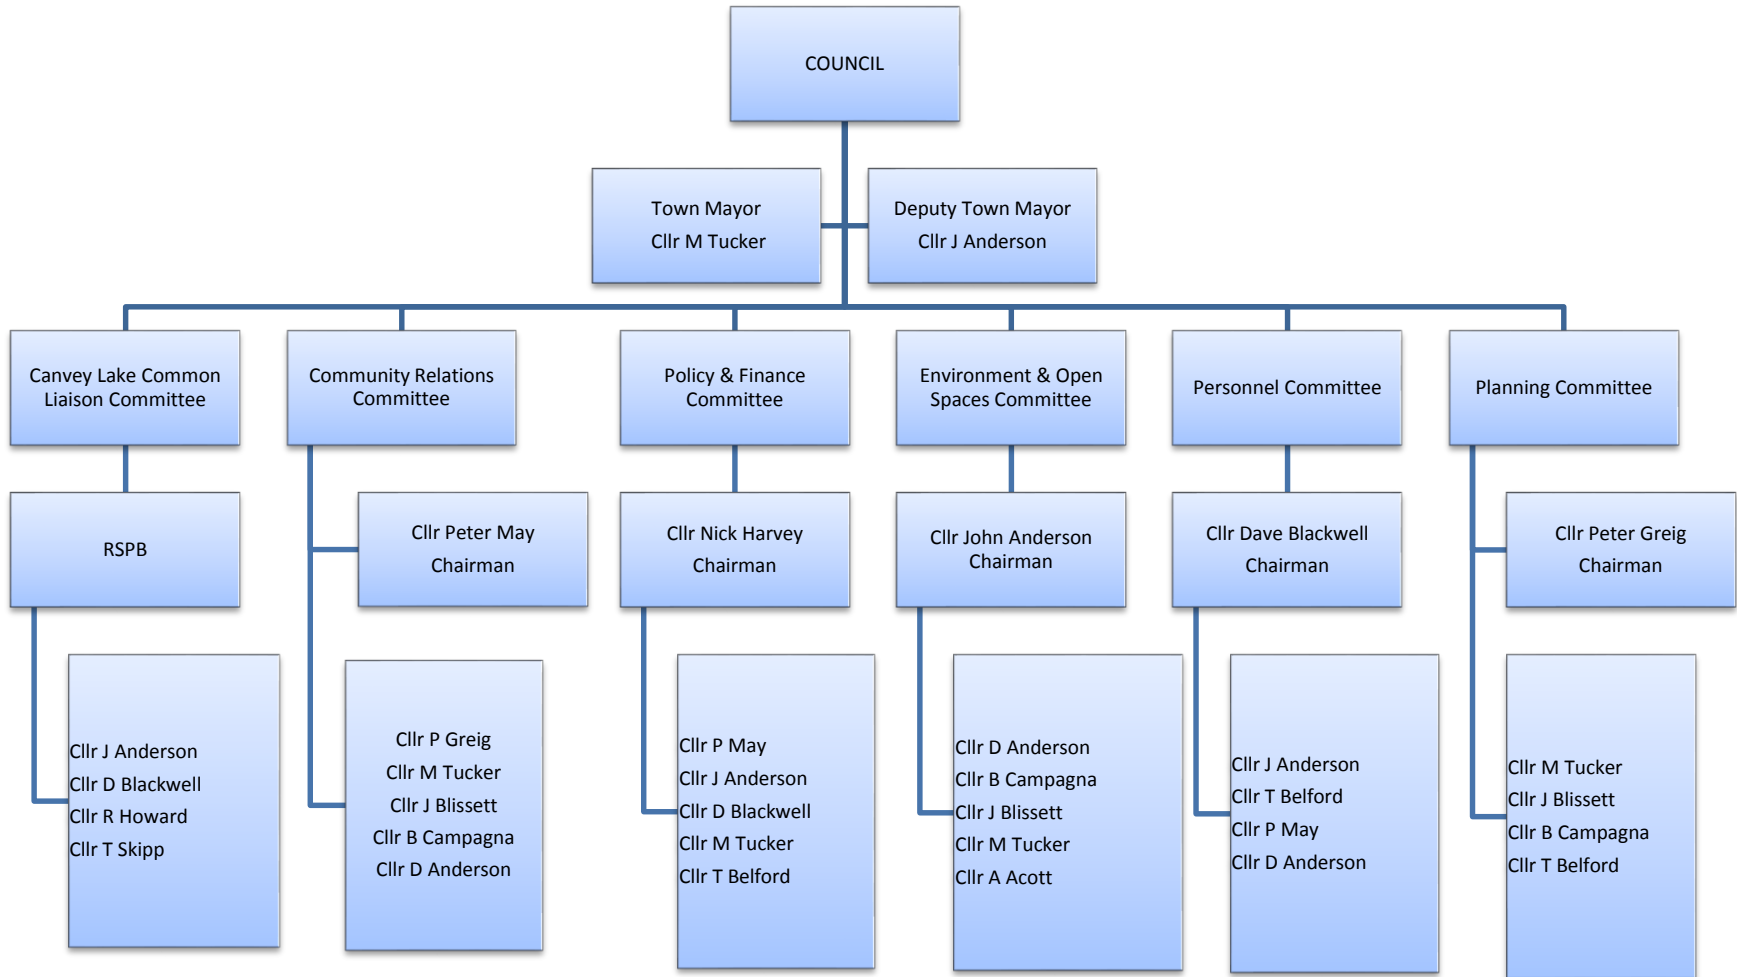 COUNCIL
Town Mayor
Cllr M Tucker
Deputy Town Mayor
Cllr J Anderson
Canvey Lake Common
Liaison Committee
Community Relations
Committee
Policy & Finance
Committee
Environment & Open
Spaces Committee
Personnel Committee
Planning Committee
RSPB
Cllr Peter May
Chairman
Cllr Nick Harvey
Chairman
Cllr John Anderson
Chairman
Cllr Dave Blackwell
Chairman
Cllr Peter Greig
Chairman
Cllr J Anderson
Cllr D Blackwell
Cllr R Howard
Cllr T Skipp
Cllr P Greig
Cllr M Tucker
Cllr J Blissett
Cllr B Campagna
Cllr D Anderson
Cllr P May
Cllr J Anderson
Cllr D Blackwell
Cllr M Tucker
Cllr T Belford
Cllr D Anderson
Cllr B Campagna
Cllr J Blissett
Cllr M Tucker
Cllr A Acott
Cllr J Anderson
Cllr T Belford
Cllr P May
Cllr D Anderson
Cllr M Tucker
Cllr J Blissett
Cllr B Campagna
Cllr T Belford